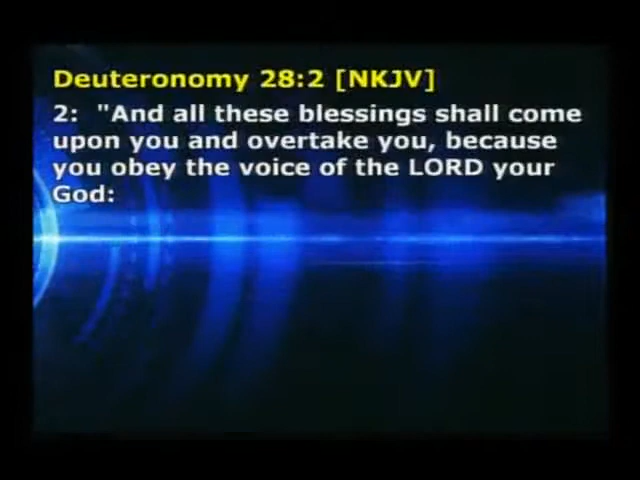 Deuteronomy 28:2 [NKJV]
2:  "And all these blessings shall come
upon you and overtake you, because
you obey the voice of the LORD your
God: